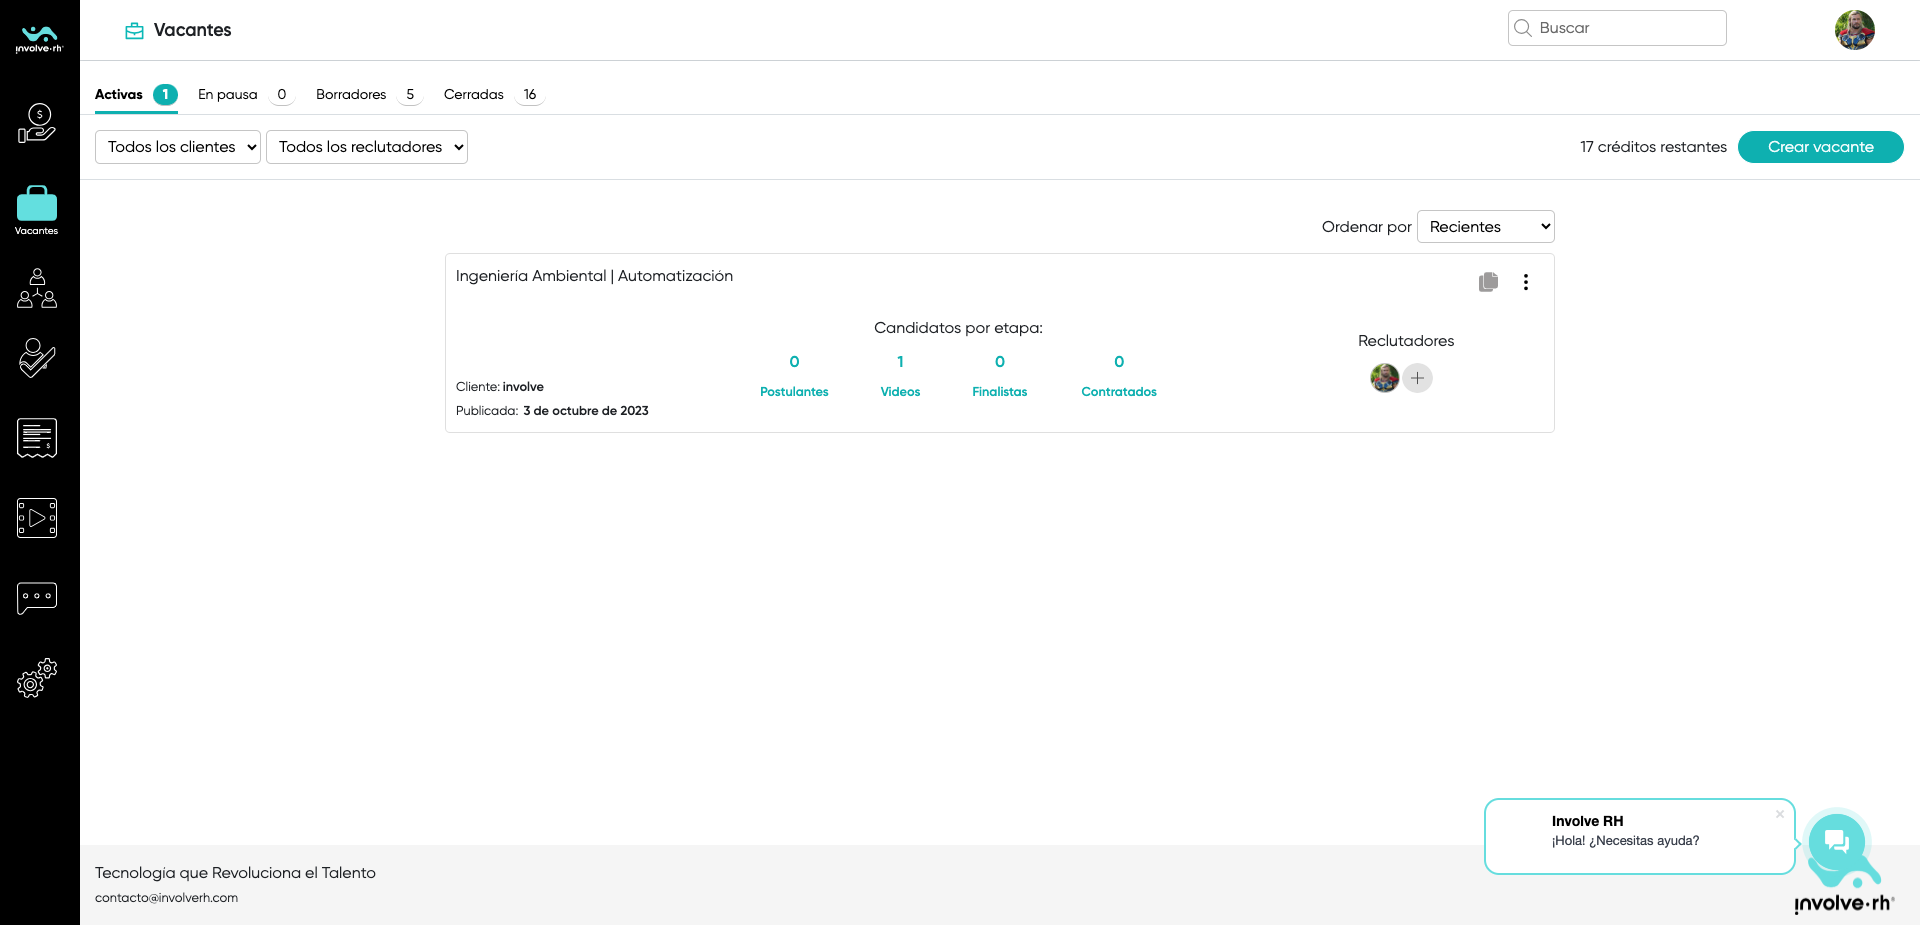 involve·rh
Vacantes
Buscar
Activas 1 En pausa 0 Borradores 5 Cerradas 16
Todos los clientes Todos los reclutadores 17 créditos restantes Crear vacante
Vacantes
Ordenar por Recientes
Ingeniería Ambiental | Automatización
Candidatos por etapa:
Reclutadores
0 1 0 0
Postulantes Videos Finalistas Contratados
Cliente: involve
Publicada: 3 de octubre de 2023
Involve RH
¡Hola! ¿Necesitas ayuda?
Tecnología que Revoluciona el Talento
contacto@involverh.com
involve·rh